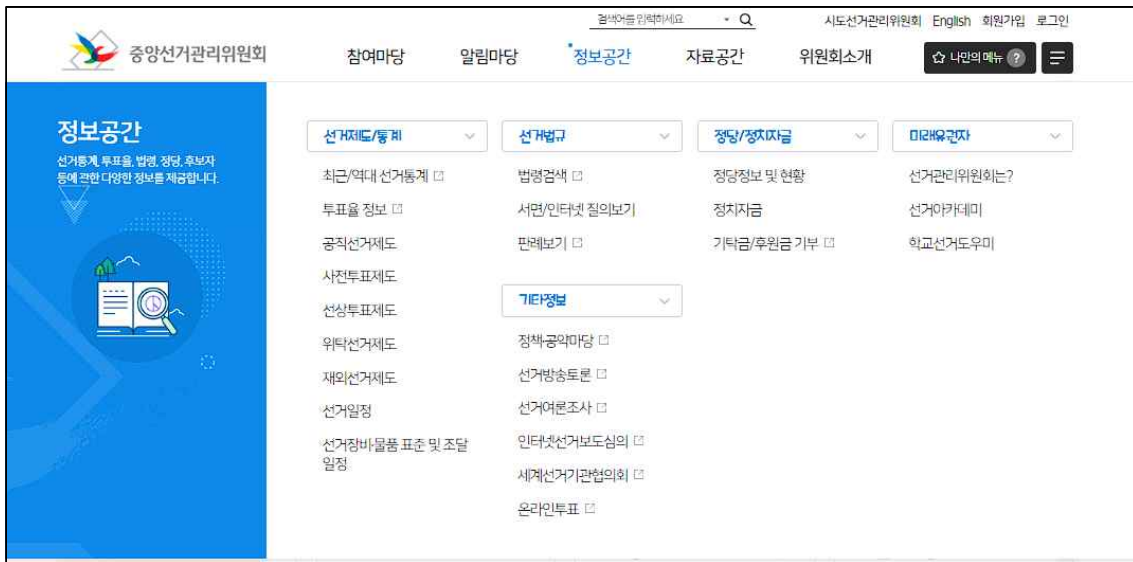 검색어를 입력하세요
시도선거관리위원회 English 회원가입 로그인
중앙선거관리위원회
참여마당 알림마당 정보공간 자료공간 위원회소개
나만의 메뉴 ?
정보공간
선거통계, 투표율, 법령, 정당, 후보자
등에 관한 다양한 정보를 제공합니다.
선거제도/통계
최근/역대 선거통계
투표율 정보
공직선거제도
사전투표제도
선상투표제도
위탁선거제도
재외선거제도
선거일정
선거장비·물품 표준 및 조달
일정
선거법규
법령검색
서면/인터넷 질의보기
판례보기
기타정보
정책·공약마당
선거방송토론
선거여론조사
인터넷선거보도심의
세계선거기관협의회
온라인투표
정당/정치자금
정당정보 및 현황
정치자금
기탁금/후원금 기부
미래유권자
선거관리위원회는?
선거아카데미
학교선거도우미